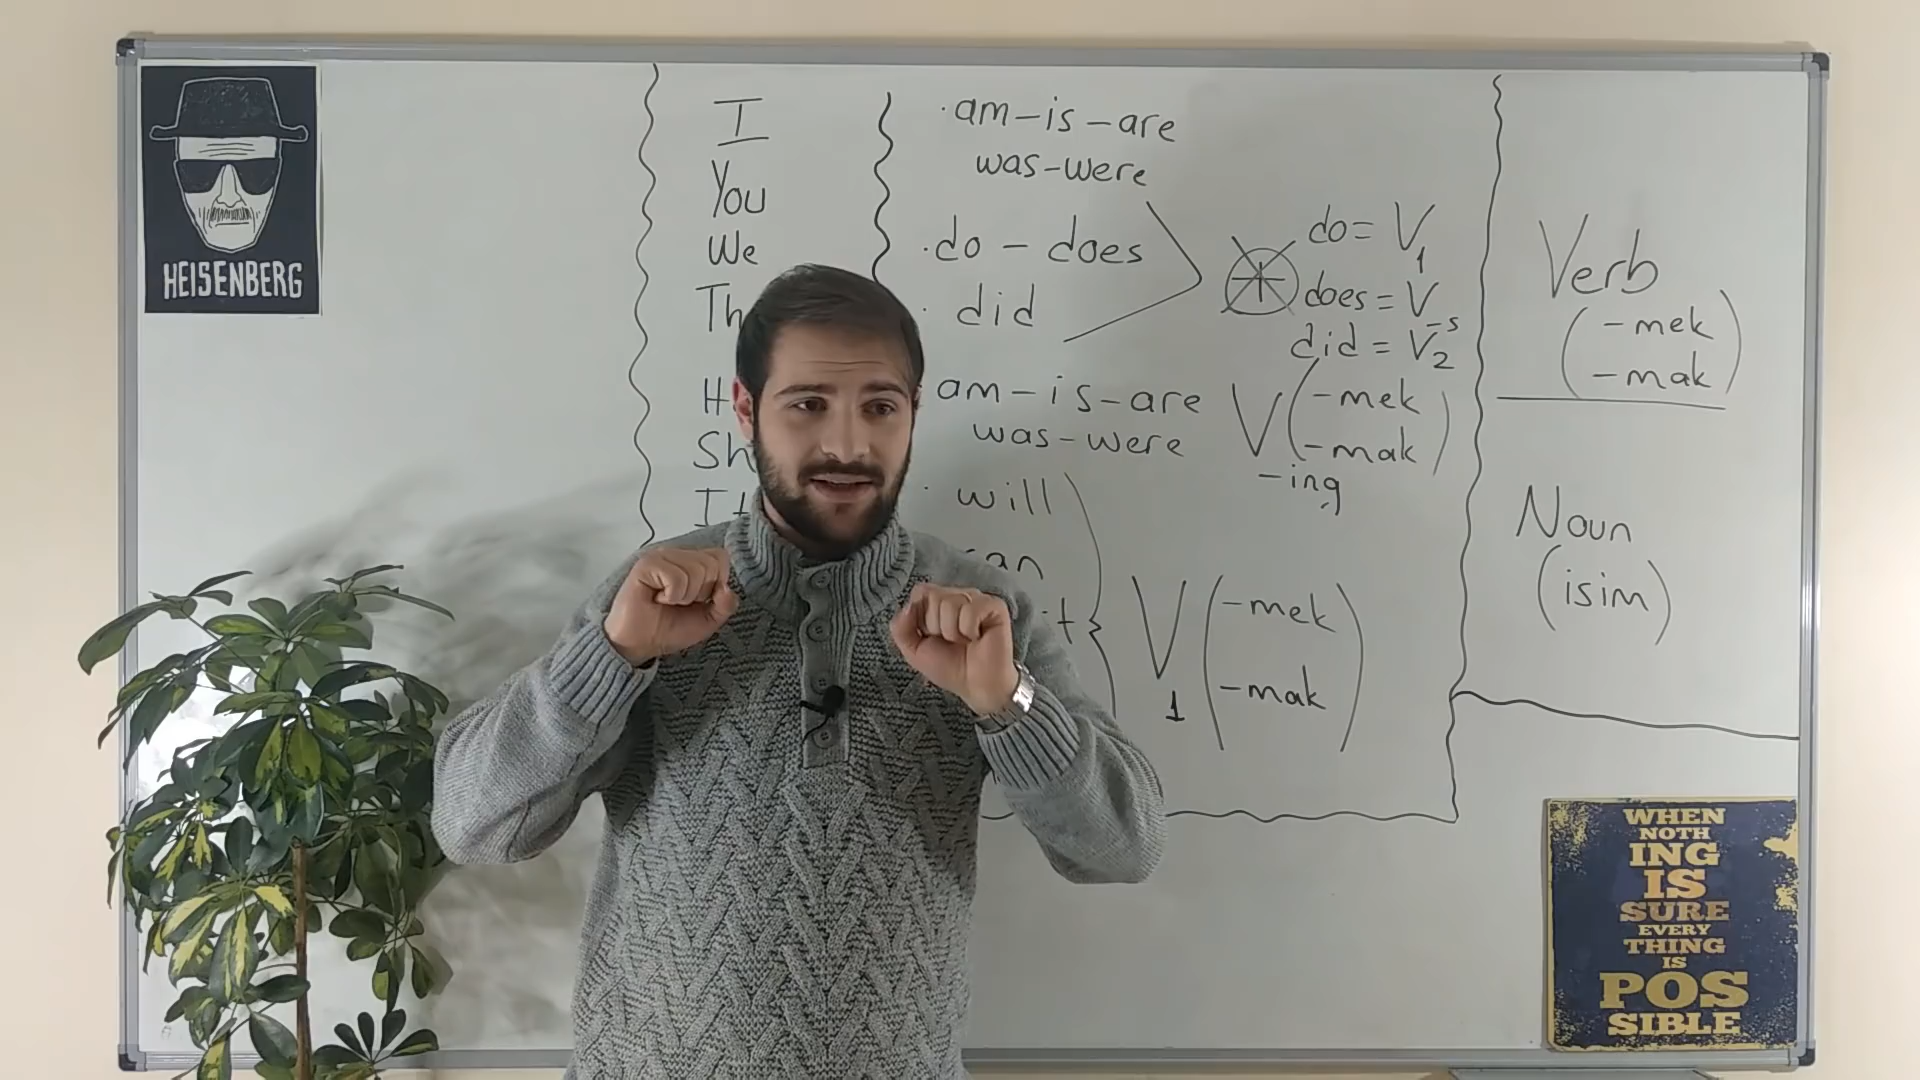 HEISENBERG
I
You
We
· am - is - are
was - were
· do - does
· did
do = V1
does = V-s
did = V2
am - is - are
was - were
V (-mek
-mak)
-ing
· will
V1 (-mek
-mak)
Verb
(-mek
-mak)
Noun
(isim)
WHEN
NOTH
ING
IS
SURE
EVERY
THING
IS
POS
SIBLE